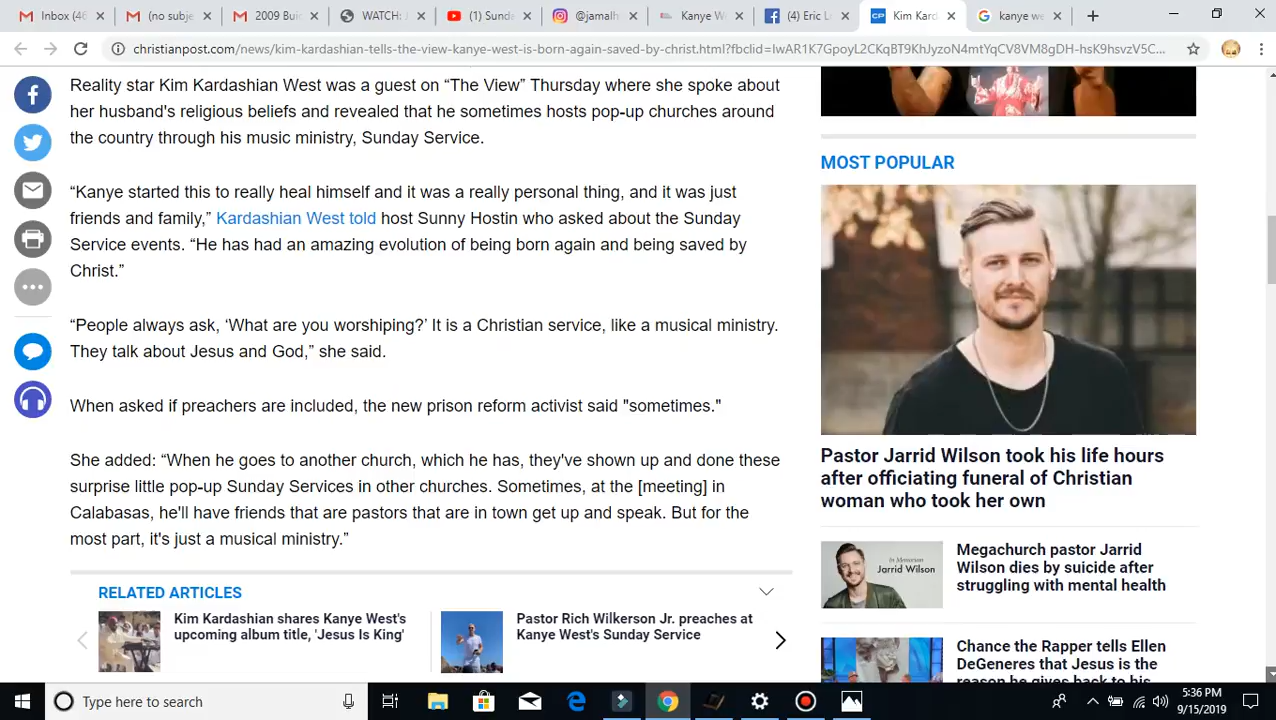 Inbox (46
(no subje
2009 Buic
WATCH: J
(1) Sunda
@jamalh
Kanye We
(4) Eric L
CP
Kim Kard
kanye we
christianpost.com/news/kim-kardashian-tells-the-view-kanye-west-is-born-again-saved-by-christ.html?fbclid=IwAR1K7GpoyL2CKqBT9KhJyzoN4mtYqCV8VM8gDH-hsK9hsvzV5C...
Reality star Kim Kardashian West was a guest on “The View” Thursday where she spoke about
her husband's religious beliefs and revealed that he sometimes hosts pop-up churches around
the country through his music ministry, Sunday Service.
“Kanye started this to really heal himself and it was a really personal thing, and it was just
friends and family,” Kardashian West told host Sunny Hostin who asked about the Sunday
Service events. “He has had an amazing evolution of being born again and being saved by
Christ.”
“People always ask, ‘What are you worshiping?’ It is a Christian service, like a musical ministry.
They talk about Jesus and God,” she said.
When asked if preachers are included, the new prison reform activist said "sometimes."
She added: “When he goes to another church, which he has, they've shown up and done these
surprise little pop-up Sunday Services in other churches. Sometimes, at the [meeting] in
Calabasas, he'll have friends that are pastors that are in town get up and speak. But for the
most part, it's just a musical ministry.”
RELATED ARTICLES
Kim Kardashian shares Kanye West's
upcoming album title, 'Jesus Is King'
Pastor Rich Wilkerson Jr. preaches at
Kanye West's Sunday Service
MOST POPULAR
Pastor Jarrid Wilson took his life hours
after officiating funeral of Christian
woman who took her own
In Memoriam
Jarrid Wilson
Megachurch pastor Jarrid
Wilson dies by suicide after
struggling with mental health
Chance the Rapper tells Ellen
DeGeneres that Jesus is the
reason he gives back to his
Type here to search
5:36 PM
9/15/2019